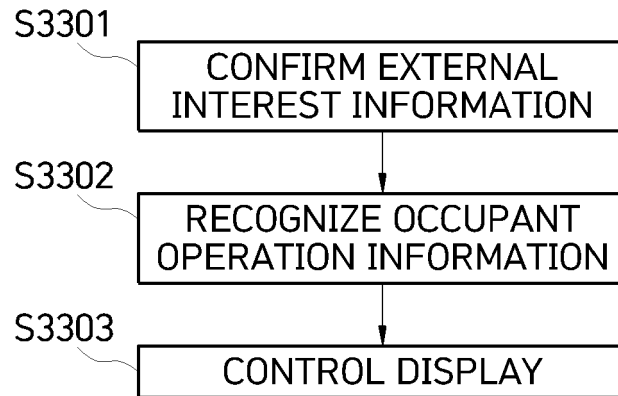 S3301
CONFIRM EXTERNAL
INTEREST INFORMATION
S3302
RECOGNIZE OCCUPANT
OPERATION INFORMATION
S3303
CONTROL DISPLAY